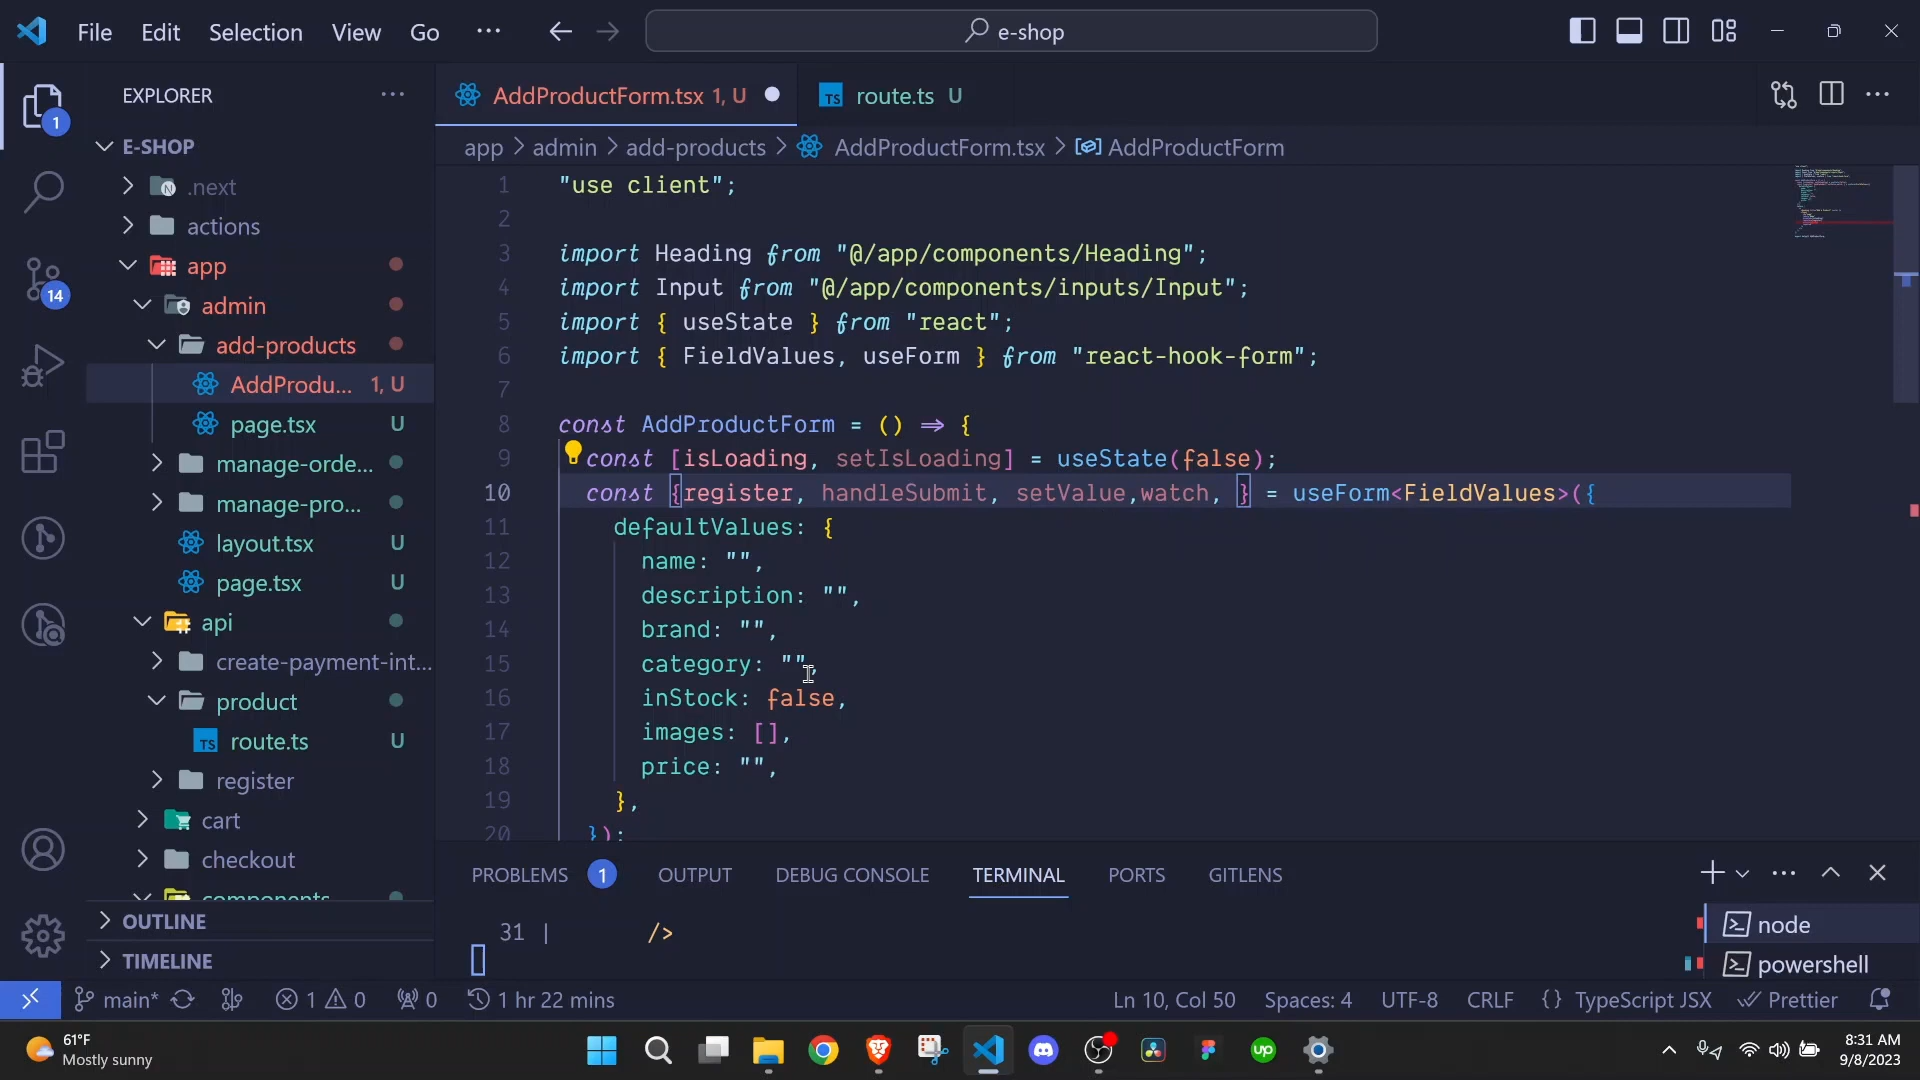 File Edit Selection View Go ··· e-shop
EXPLORER ···
E-SHOP
.next
actions
app
admin
add-products
AddProdu... 1, U
page.tsx U
manage-orde...
manage-pro...
layout.tsx U
page.tsx U
api
create-payment-int...
product
route.ts U
register
cart
checkout
components
OUTLINE
TIMELINE
1
14
AddProductForm.tsx 1, U
route.ts U
app > admin > add-products > AddProductForm.tsx > AddProductForm
1 "use client";
2
3 import Heading from "@/app/components/Heading";
4 import Input from "@/app/components/inputs/Input";
5 import { useState } from "react";
6 import { FieldValues, useForm } from "react-hook-form";
7
8 const AddProductForm = () => {
9 const [isLoading, setIsLoading] = useState(false);
10 const {register, handleSubmit, setValue,watch, } = useForm<FieldValues>({
11 defaultValues: {
12 name: "",
13 description: "",
14 brand: "",
15 category: "",
16 inStock: false,
17 images: [],
18 price: "",
19 },
20 });
PROBLEMS 1 OUTPUT DEBUG CONSOLE TERMINAL PORTS GITLENS
31 | />
node
powershell
main* 1 0 0 1 hr 22 mins Ln 10, Col 50 Spaces: 4 UTF-8 CRLF {} TypeScript JSX Prettier
61°F
Mostly sunny
up
8:31 AM
9/8/2023